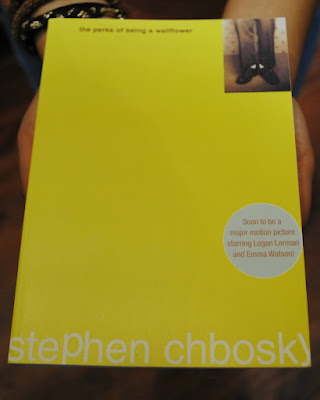 the perks of being a wallflower
Soon to be a
major motion picture
starring Logan Lerman
and Emma Watson!
stephen chbosky